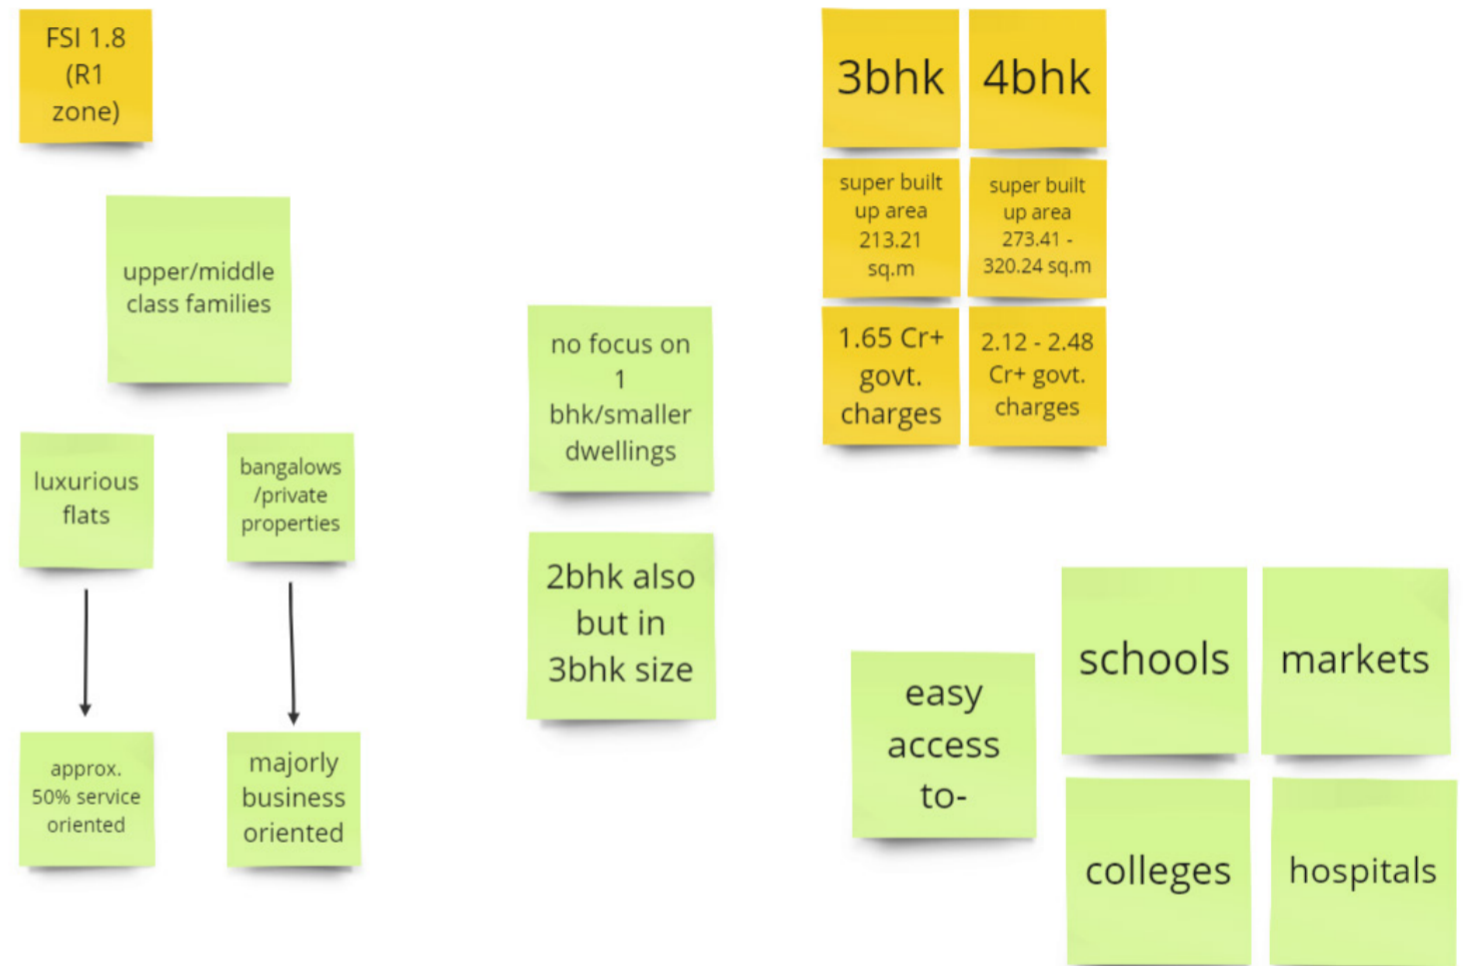 FSI 1.8
(R1
zone)
upper/middle
class families
luxurious
flats
bangalows
/private
properties
approx.
50% service
oriented
majorly
business
oriented
no focus on
1
bhk/smaller
dwellings
2bhk also
but in
3bhk size
3bhk
4bhk
super built
up area
213.21
sq.m
super built
up area
273.41 -
320.24 sq.m
1.65 Cr+
govt.
charges
2.12 - 2.48
Cr+ govt.
charges
easy
access
to-
schools
markets
colleges
hospitals